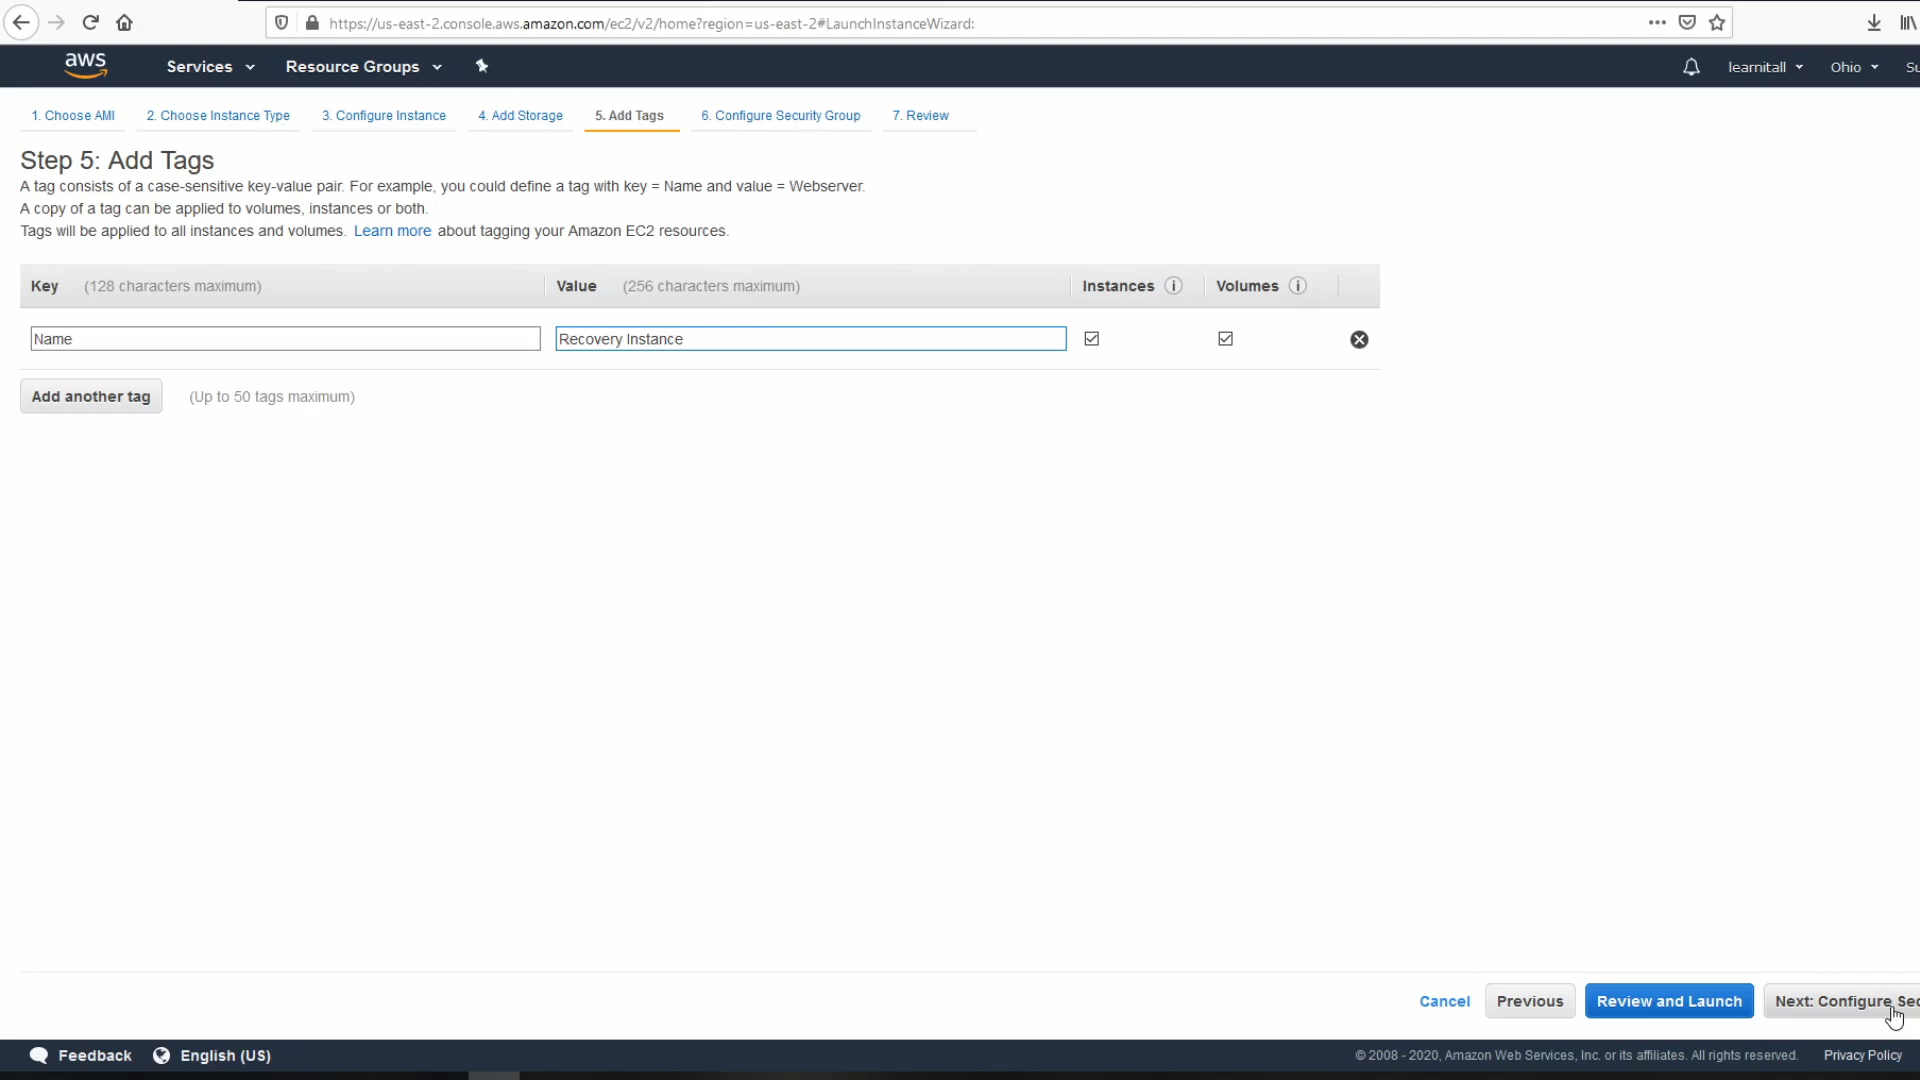 https://us-east-2.console.aws.amazon.com/ec2/v2/home?region=us-east-2#LaunchInstanceWizard:
aws Services Resource Groups learnitall Ohio Su
1. Choose AMI 2. Choose Instance Type 3. Configure Instance 4. Add Storage 5. Add Tags 6. Configure Security Group 7. Review
Step 5: Add Tags
A tag consists of a case-sensitive key-value pair. For example, you could define a tag with key = Name and value = Webserver.
A copy of a tag can be applied to volumes, instances or both.
Tags will be applied to all instances and volumes. Learn more about tagging your Amazon EC2 resources.
Key (128 characters maximum) Value (256 characters maximum) Instances i Volumes i
Name Recovery Instance
Add another tag (Up to 50 tags maximum)
Cancel Previous Review and Launch Next: Configure Sec
Feedback English (US) © 2008 - 2020, Amazon Web Services, Inc. or its affiliates. All rights reserved. Privacy Policy